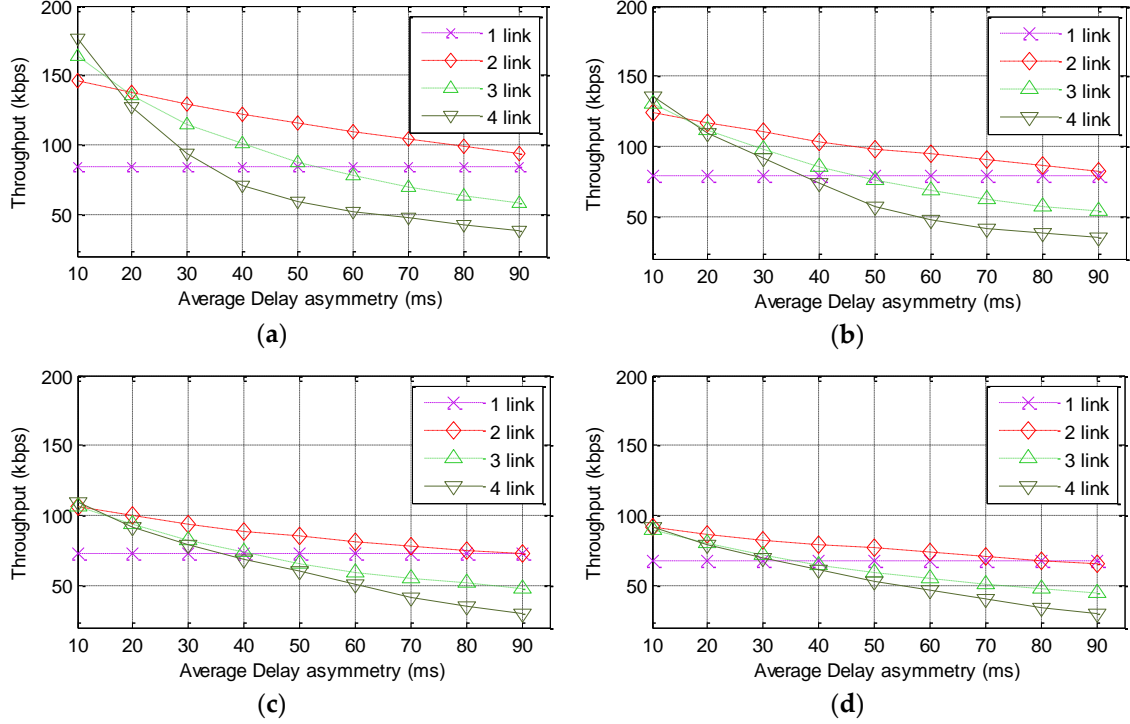 200
150
100
50
Throughput (kbps)
1 link
2 link
3 link
4 link
10 20 30 40 50 60 70 80 90
Average Delay asymmetry (ms)
(a)
200
150
100
50
Throughput (kbps)
1 link
2 link
3 link
4 link
10 20 30 40 50 60 70 80 90
Average Delay asymmetry (ms)
(b)
200
150
100
50
Throughput (kbps)
1 link
2 link
3 link
4 link
10 20 30 40 50 60 70 80 90
Average Delay asymmetry (ms)
(c)
200
150
100
50
Throughput (kbps)
1 link
2 link
3 link
4 link
10 20 30 40 50 60 70 80 90
Average Delay asymmetry (ms)
(d)